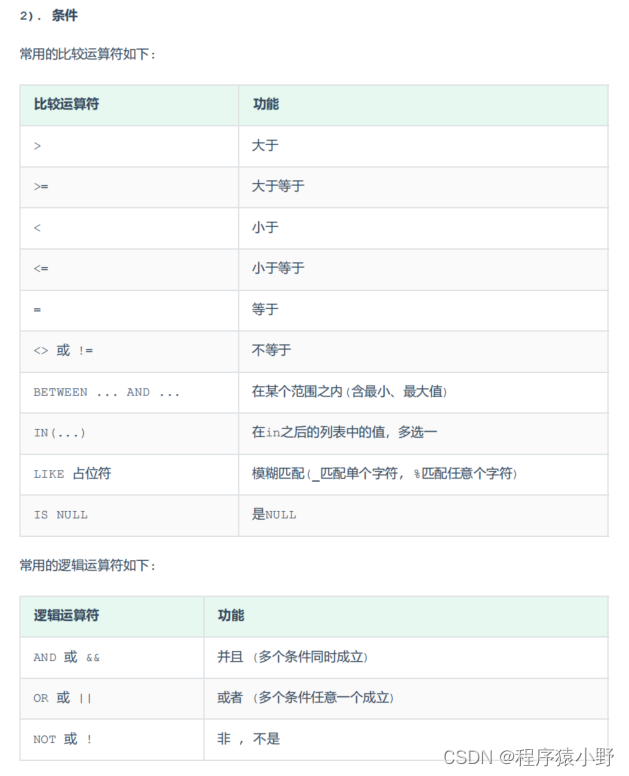 2). 条件
常用的比较运算符如下:
比较运算符 功能
> 大于
>= 大于等于
< 小于
<= 小于等于
= 等于
<> 或 != 不等于
BETWEEN ... AND ... 在某个范围之内(含最小、最大值)
IN(...) 在in之后的列表中的值，多选一
LIKE 占位符 模糊匹配(_匹配单个字符, %匹配任意个字符)
IS NULL 是NULL
常用的逻辑运算符如下:
逻辑运算符 功能
AND 或 && 并且 (多个条件同时成立)
OR 或 || 或者 (多个条件任意一个成立)
NOT 或 ! 非 , 不是
CSDN @程序猿小野